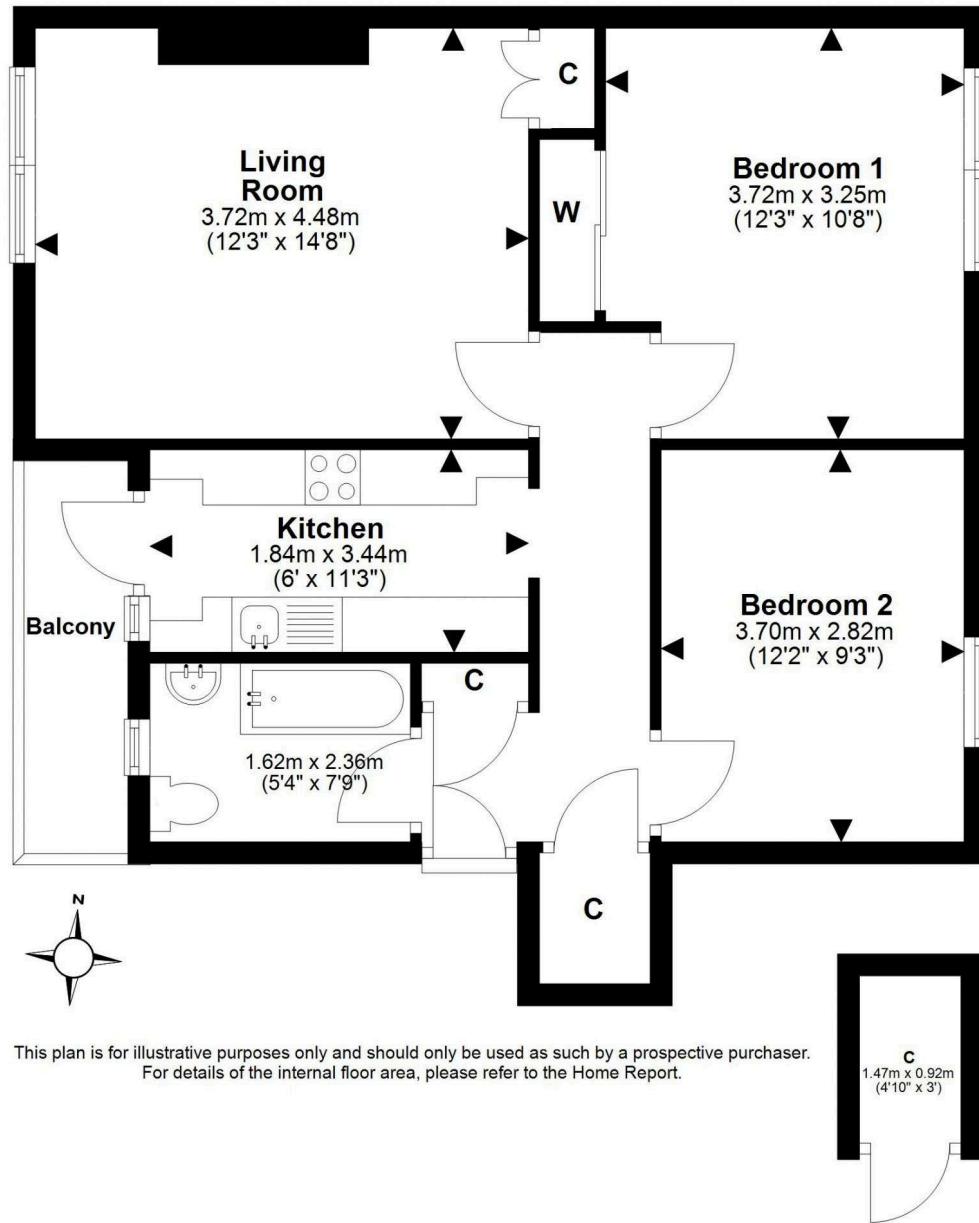 C
Living
Room
3.72m x 4.48m
(12'3" x 14'8")
W
Bedroom 1
3.72m x 3.25m
(12'3" x 10'8")
Kitchen
1.84m x 3.44m
(6' x 11'3")
Balcony
Bedroom 2
3.70m x 2.82m
(12'2" x 9'3")
C
1.62m x 2.36m
(5'4" x 7'9")
C
N
This plan is for illustrative purposes only and should only be used as such by a prospective purchaser.
For details of the internal floor area, please refer to the Home Report.
C
1.47m x 0.92m
(4'10" x 3')